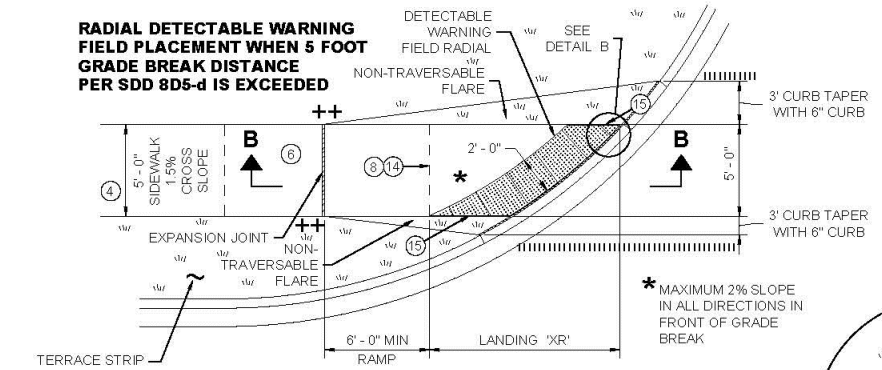 RADIAL DETECTABLE WARNING
FIELD PLACEMENT WHEN 5 FOOT
GRADE BREAK DISTANCE
PER SDD 8D5-d IS EXCEEDED
DETECTABLE
WARNING
FIELD RADIAL
NON-TRAVERSABLE
FLARE
SEE
DETAIL B
15
3' CURB TAPER
WITH 6" CURB
++
4
5' - 0"
SIDEWALK
1.5%
CROSS
SLOPE
B
6
8
14
*
2' - 0"
B
5' - 0"
++
EXPANSION JOINT
NON-
TRAVERSABLE
FLARE
15
3' CURB TAPER
WITH 6" CURB
* MAXIMUM 2% SLOPE
IN ALL DIRECTIONS IN
FRONT OF GRADE
BREAK
~
TERRACE STRIP
6' - 0" MIN
RAMP
LANDING 'XR'